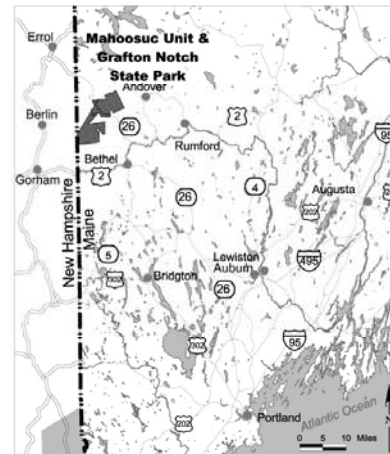 Errol
Mahoosuc Unit &
Grafton Notch
State Park
Andover
Berlin
26
2
Rumford
95
Bethel
Gorham
2
4
26
Augusta
202
New Hampshire
Maine
5
Lewiston
Auburn
495
302
Bridgton
26
302
95
202
Portland
Atlantic Ocean
N
0 5 10 Miles